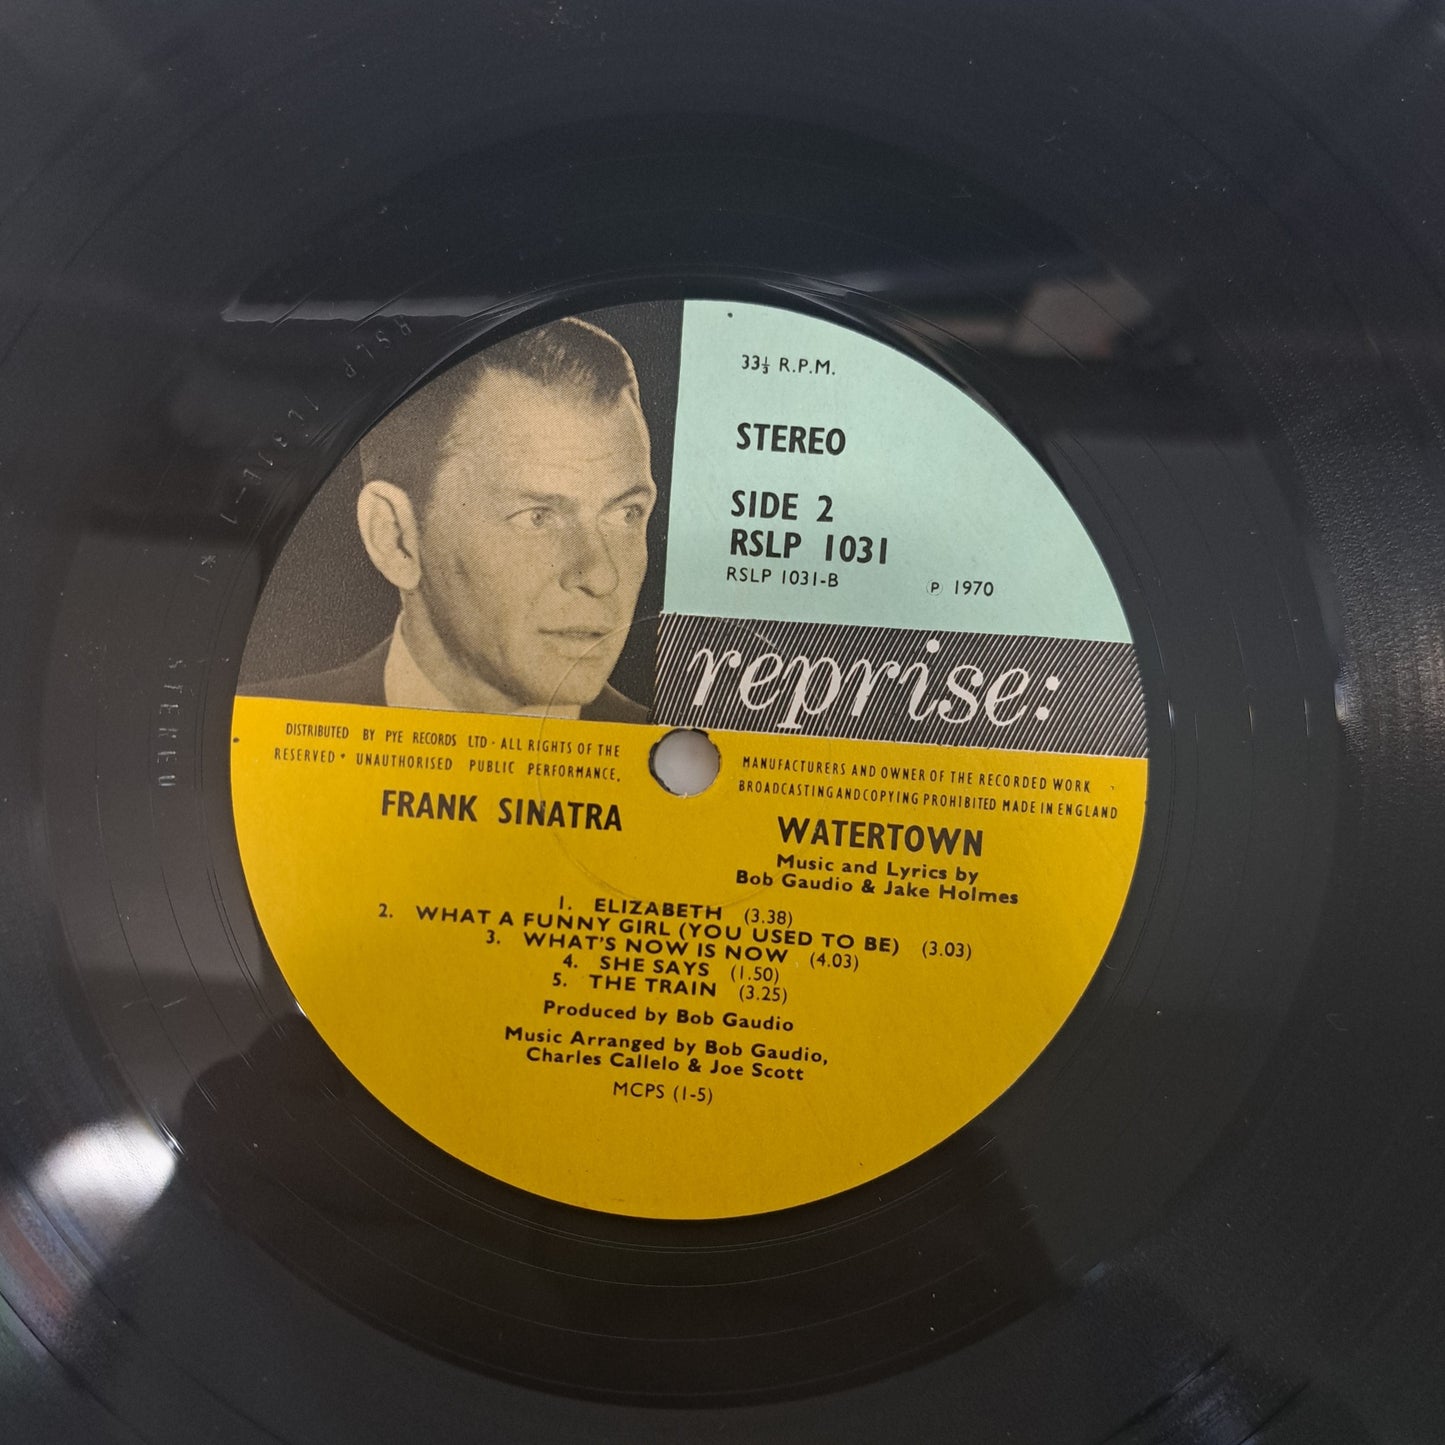 33⅓ R.P.M.
STEREO
SIDE 2
RSLP 1031
RSLP 1031-B
℗ 1970
reprise:
DISTRIBUTED BY PYE RECORDS LTD · ALL RIGHTS OF THE MANUFACTURERS AND OWNER OF THE RECORDED WORK
RESERVED • UNAUTHORISED PUBLIC PERFORMANCE, BROADCASTING AND COPYING PROHIBITED MADE IN ENGLAND
FRANK SINATRA
WATERTOWN
Music and Lyrics by
Bob Gaudio & Jake Holmes
1. ELIZABETH (3.38)
2. WHAT A FUNNY GIRL (YOU USED TO BE) (3.03)
3. WHAT'S NOW IS NOW (4.03)
4. SHE SAYS (1.50)
5. THE TRAIN (3.25)
Produced by Bob Gaudio
Music Arranged by Bob Gaudio,
Charles Callelo & Joe Scott
MCPS (1-5)
STEREO